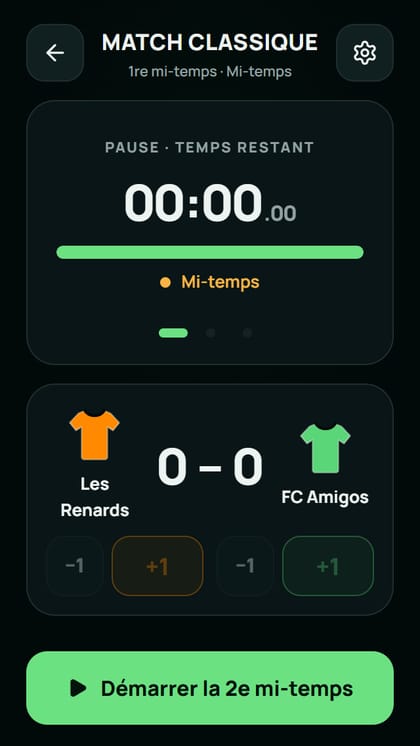 MATCH CLASSIQUE
1re mi-temps · Mi-temps
PAUSE · TEMPS RESTANT
00:00.00
Mi-temps
0 – 0
Les
Renards
FC Amigos
−1
+1
−1
+1
Démarrer la 2e mi-temps